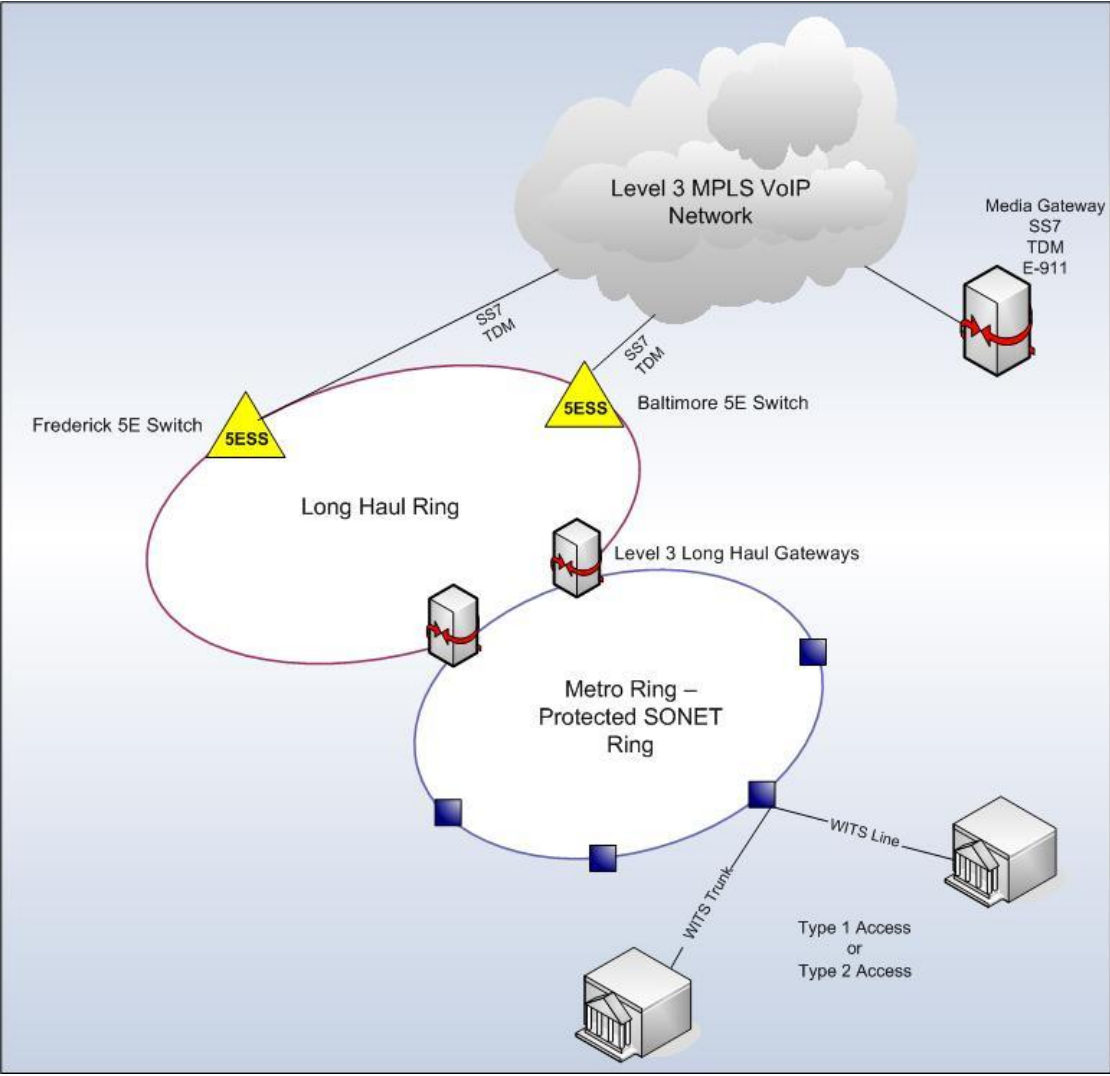 Level 3 MPLS VoIP
Network
Media Gateway
SS7
TDM
E-911
SS7
TDM
SS7
TDM
Frederick 5E Switch
5ESS
5ESS
Baltimore 5E Switch
Long Haul Ring
Level 3 Long Haul Gateways
Metro Ring –
Protected SONET
Ring
WITS Line
WITS Trunk
Type 1 Access
or
Type 2 Access